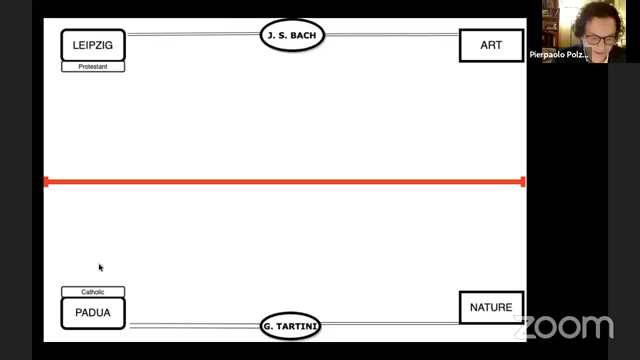 LEIPZIG
Protestant
J. S. BACH
ART
Pierpaolo Polz...
Catholic
PADUA
G. TARTINI
NATURE
zoom